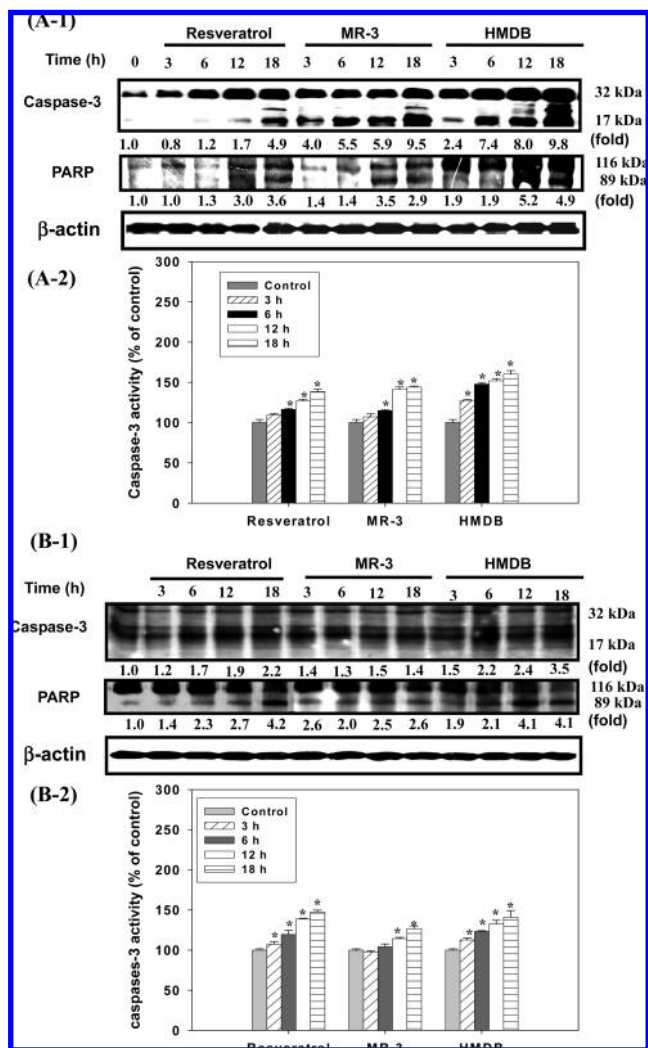 (A-1)
Resveratrol MR-3 HMDB
Time (h) 0 3 6 12 18 3 6 12 18 3 6 12 18
Caspase-3 32 kDa
17 kDa
1.0 0.8 1.2 1.7 4.9 4.0 5.5 5.9 9.5 2.4 7.4 8.0 9.8 (fold)
PARP 116 kDa
89 kDa
1.0 1.0 1.3 3.0 3.6 1.4 1.4 3.5 2.9 1.9 1.9 5.2 4.9 (fold)
β-actin
(A-2)
Caspase-3 activity (% of control)
300
250
200
150
100
50
0
Control
3 h
6 h
12 h
18 h
* * * * * * * * * *
Resveratrol MR-3 HMDB
(B-1)
Resveratrol MR-3 HMDB
Time (h) 3 6 12 18 3 6 12 18 3 6 12 18
Caspase-3 32 kDa
17 kDa
1.0 1.2 1.7 1.9 2.2 1.4 1.3 1.5 1.4 1.5 2.2 2.4 3.5 (fold)
PARP 116 kDa
89 kDa
1.0 1.4 2.3 2.7 4.2 2.6 2.0 2.5 2.6 1.9 2.1 4.1 4.1 (fold)
β-actin
(B-2)
caspases-3 activity (% of control)
300
250
200
150
100
50
0
Control
3 h
6 h
12 h
18 h
* * * * * * * * * *
Resveratrol MR-3 HMDB